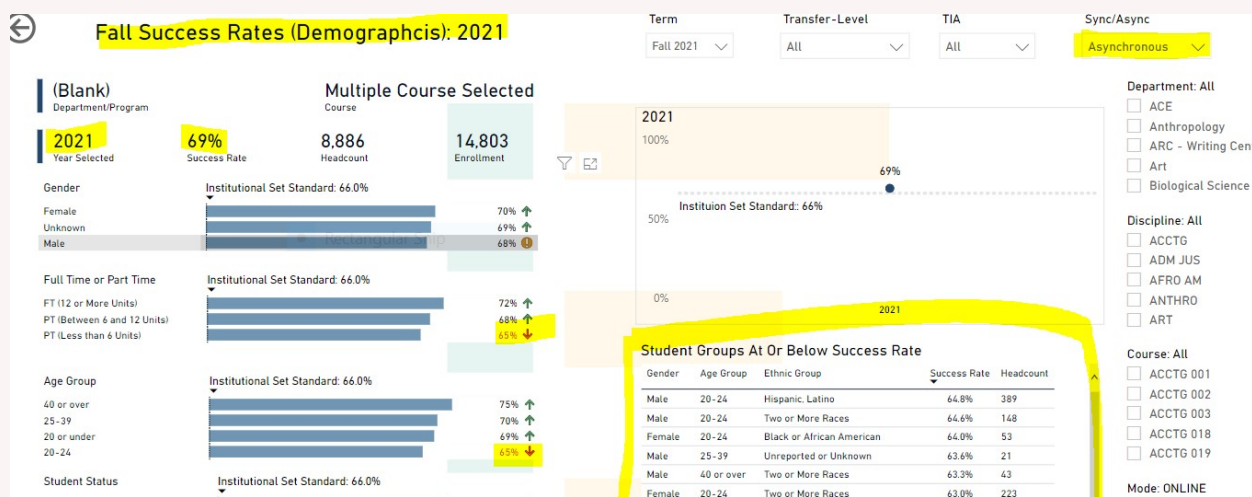 Fall Success Rates (Demographcis): 2021
Term Transfer-Level TIA Sync/Async
Fall 2021 All All Asynchronous
(Blank) Multiple Course Selected
Department/Program Course
2021 69% 8,886 14,803
Year Selected Success Rate Headcount Enrollment
Gender Institutional Set Standard: 66.0%
Female 70%
Unknown 69%
Male 68%
Full Time or Part Time Institutional Set Standard: 66.0%
FT (12 or More Units) 72%
PT (Between 6 and 12 Units) 68%
PT (Less than 6 Units) 65%
Age Group Institutional Set Standard: 66.0%
40 or over 75%
25-39 70%
20 or under 69%
20-24 65%
Student Status Institutional Set Standard: 66.0%
2021
100%
69%
Instituion Set Standard:: 66%
50%
0%
2021
Student Groups At Or Below Success Rate
Gender Age Group Ethnic Group Success Rate Headcount
Male 20-24 Hispanic, Latino 64.8% 389
Male 20-24 Two or More Races 64.6% 148
Female 20-24 Black or African American 64.0% 53
Male 25-39 Unreported or Unknown 63.6% 21
Male 40 or over Two or More Races 63.3% 43
Female 20-24 Two or More Races 63.0% 223
Department: All
ACE
Anthropology
ARC - Writing Cen
Art
Biological Science
Discipline: All
ACCTG
ADM JUS
AFRO AM
ANTHRO
ART
Course: All
ACCTG 001
ACCTG 002
ACCTG 003
ACCTG 018
ACCTG 019
Mode: ONLINE